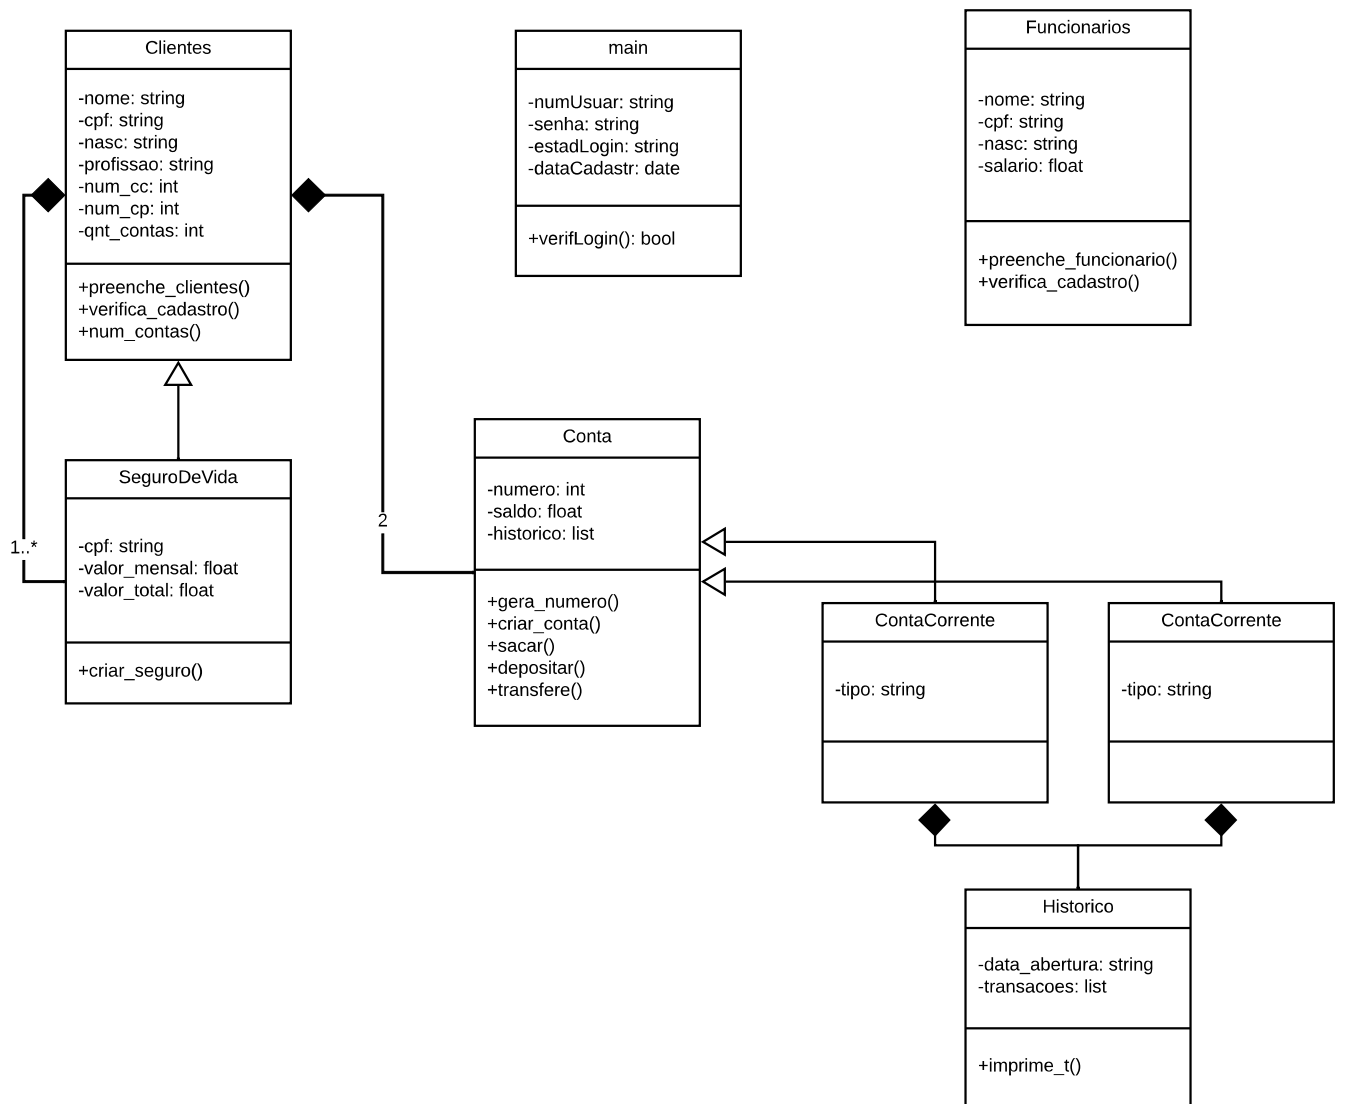 Clientes
-nome: string
-cpf: string
-nasc: string
-profissao: string
-num_cc: int
-num_cp: int
-qnt_contas: int
+preenche_clientes()
+verifica_cadastro()
+num_contas()
main
-numUsuar: string
-senha: string
-estadLogin: string
-dataCadastr: date
+verifLogin(): bool
Funcionarios
-nome: string
-cpf: string
-nasc: string
-salario: float
+preenche_funcionario()
+verifica_cadastro()
1..*
SeguroDeVida
-cpf: string
-valor_mensal: float
-valor_total: float
+criar_seguro()
2
Conta
-numero: int
-saldo: float
-historico: list
+gera_numero()
+criar_conta()
+sacar()
+depositar()
+transfere()
ContaCorrente
-tipo: string
ContaCorrente
-tipo: string
Historico
-data_abertura: string
-transacoes: list
+imprime_t()